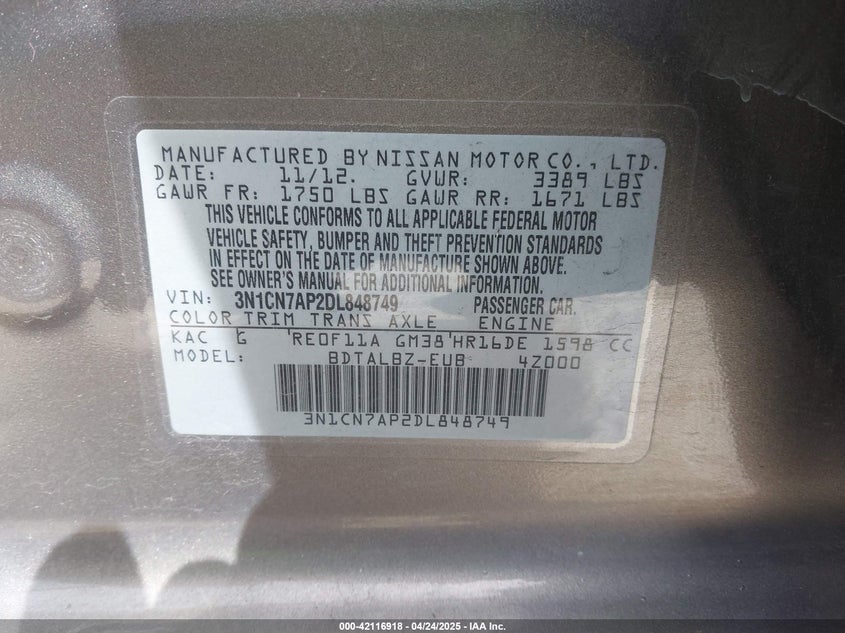 MANUFACTURED BY NISSAN MOTOR CO., LTD.
DATE: 11/12. GVWR: 3389 LBS
GAWR FR: 1750 LBS GAWR RR: 1671 LBS
THIS VEHICLE CONFORMS TO ALL APPLICABLE FEDERAL MOTOR
VEHICLE SAFETY, BUMPER AND THEFT PREVENTION STANDARDS
IN EFFECT ON THE DATE OF MANUFACTURE SHOWN ABOVE.
SEE OWNER'S MANUAL FOR ADDITIONAL INFORMATION.
VIN: 3N1CN7AP2DL848749 PASSENGER CAR.
COLOR TRIM TRANS AXLE ENGINE
KAC G 'RE0F11A GM38'HR16DE 1598 CC
MODEL: BDTALBZ-EUB 4Z000
3N1CN7AP2DL848749
000-42116918 - 04/24/2025 - IAA Inc.